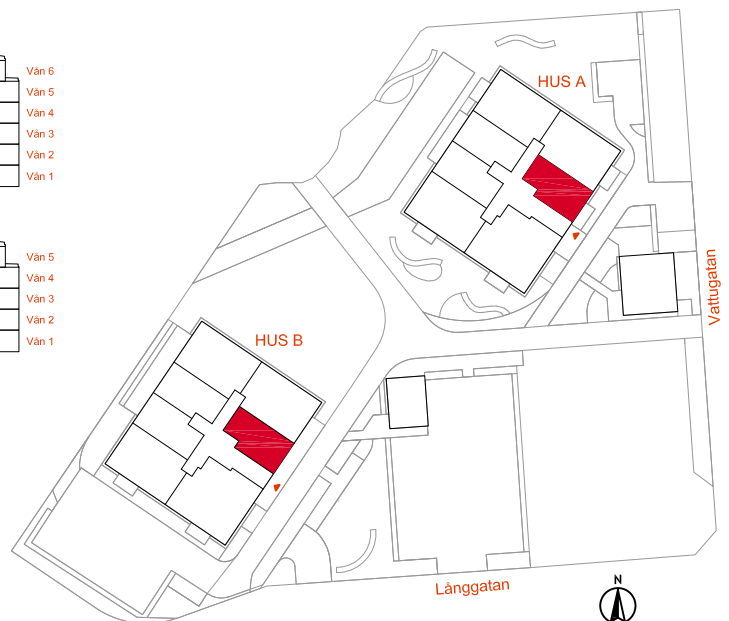 Vån 6
Vån 5
Vån 4
Vån 3
Vån 2
Vån 1
Vån 5
Vån 4
Vån 3
Vån 2
Vån 1
HUS A
HUS B
Vattugatan
Långgatan
N